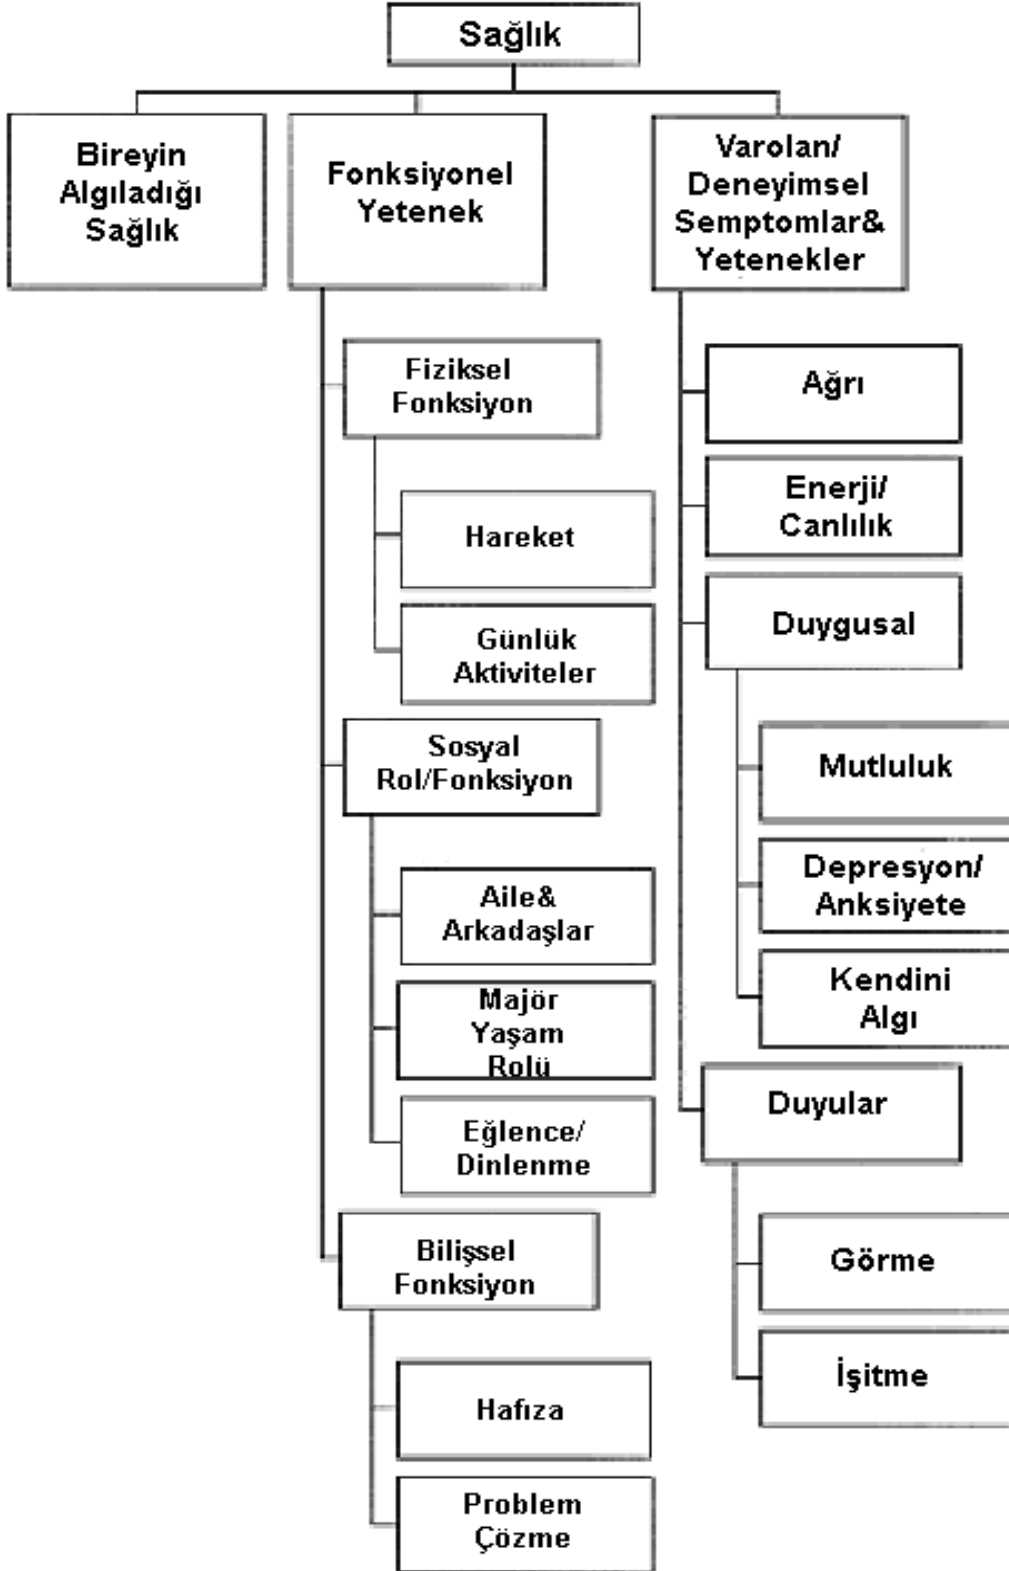 Sağlık
Bireyin
Algıladığı
Sağlık
Fonksiyonel
Yetenek
Varolan/
Deneyimsel
Semptomlar&
Yetenekler
Fiziksel
Fonksiyon
Hareket
Günlük
Aktiviteler
Sosyal
Rol/Fonksiyon
Aile&
Arkadaşlar
Majör
Yaşam
Rolü
Eğlence/
Dinlenme
Bilişsel
Fonksiyon
Hafıza
Problem
Çözme
Ağrı
Enerji/
Canlılık
Duygusal
Mutluluk
Depresyon/
Anksiyete
Kendini
Algı
Duyular
Görme
İşitme